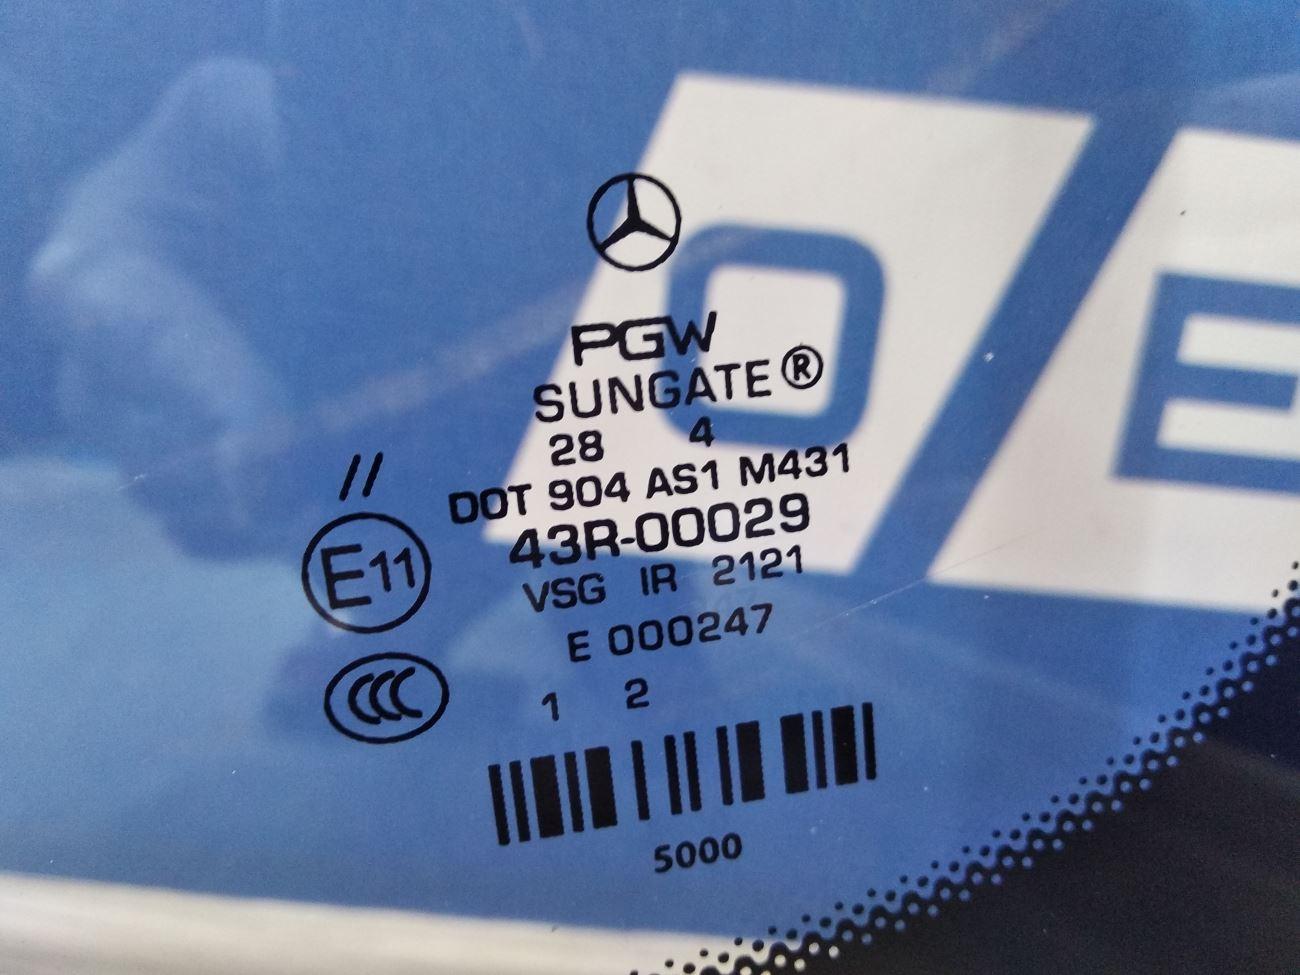 O E
PGW
SUNGATE®
28 4
DOT 904 AS1 M431
43R-00029
VSG IR 2121
E 000247
//
E11
CCC
1 2
5000